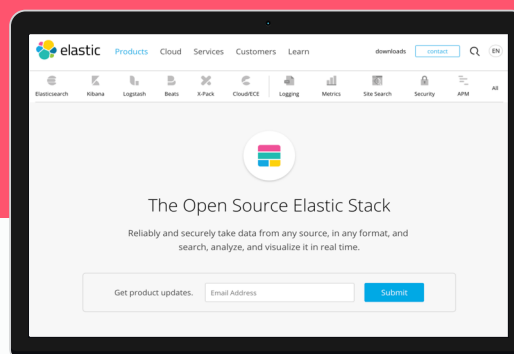 elastic Products Cloud Services Customers Learn downloads contact EN
Elasticsearch Kibana Logstash Beats X-Pack Cloud/ECE Logging Metrics Site Search Security APM All
The Open Source Elastic Stack
Reliably and securely take data from any source, in any format, and
search, analyze, and visualize it in real time.
Get product updates. Email Address Submit